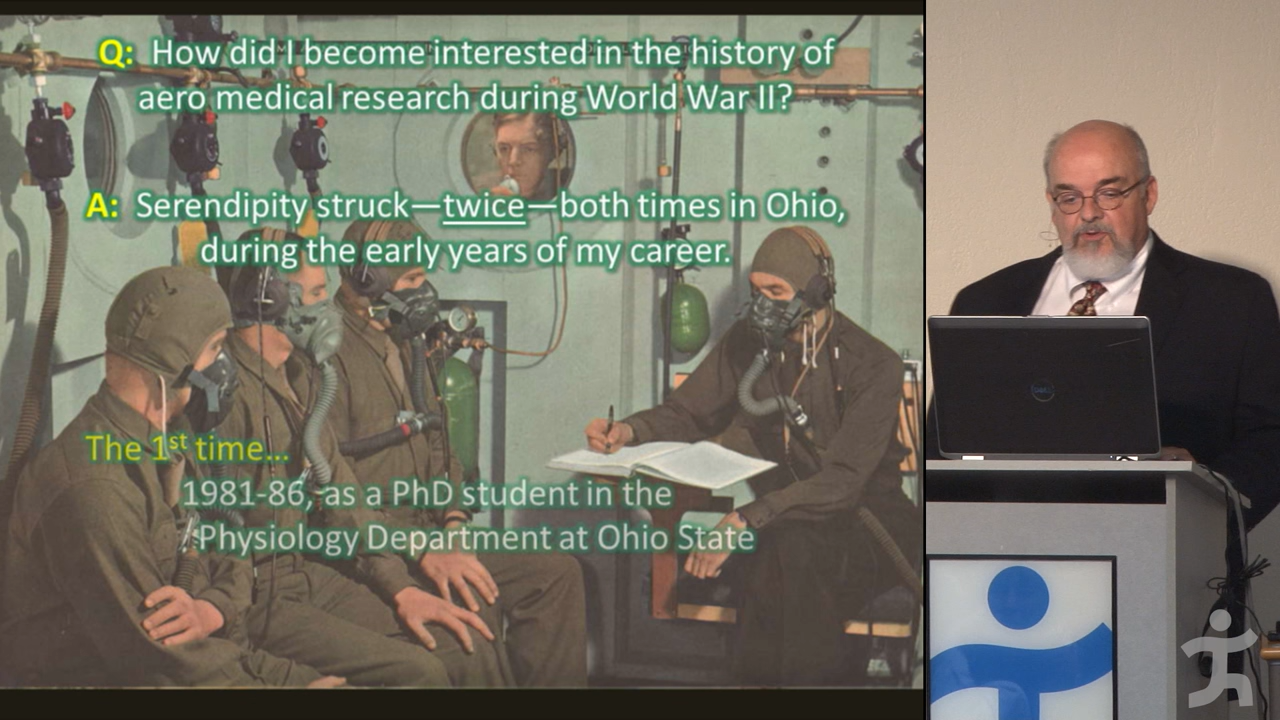 Q: How did I become interested in the history of
aero medical research during World War II?
A: Serendipity struck—twice—both times in Ohio,
during the early years of my career.
The 1st time…
1981-86, as a PhD student in the
Physiology Department at Ohio State
DELL